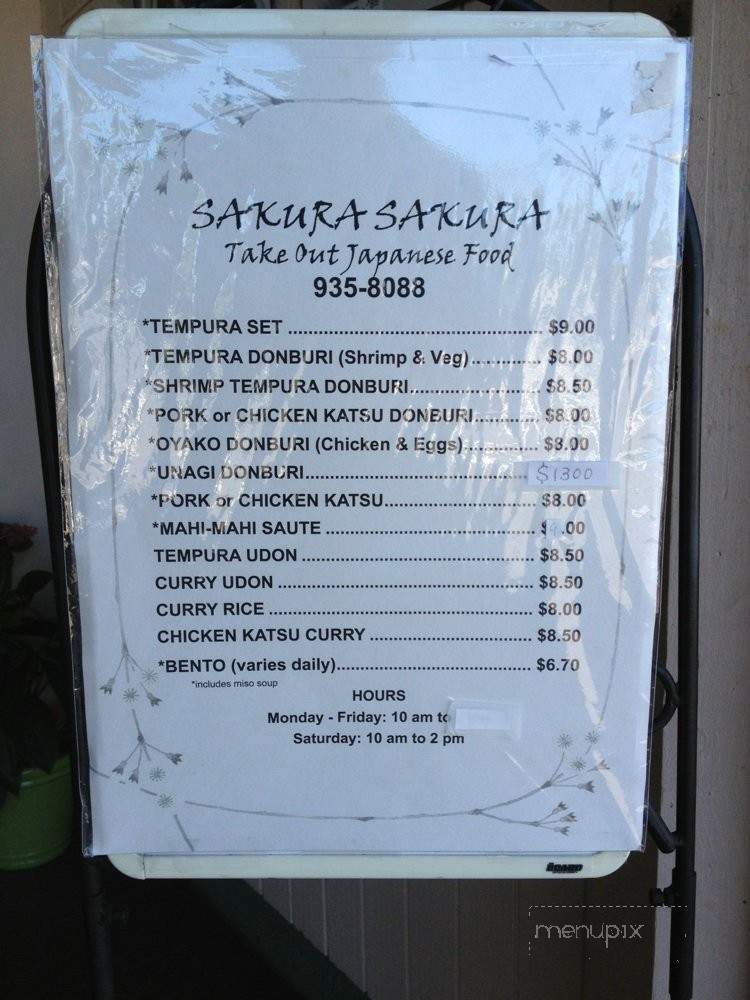 SAKURA SAKURA
Take Out Japanese Food
935-8088
*TEMPURA SET ........................................................ $9.00
*TEMPURA DONBURI (Shrimp & Veg)............... $8.00
*SHRIMP TEMPURA DONBURI............................ $8.50
*PORK or CHICKEN KATSU DONBURI.............. $8.00
*OYAKO DONBURI (Chicken & Eggs)................ $8.00
*UNAGI DONBURI................................................ $1300
*PORK or CHICKEN KATSU................................. $8.00
*MAHI-MAHI SAUTE ..............................................
TEMPURA UDON .................................................. $8.50
CURRY UDON ....................................................... $8.50
CURRY RICE ......................................................... $8.00
CHICKEN KATSU CURRY ................................... $8.50
*BENTO (varies daily).......................................... $6.70
*includes miso soup
HOURS
Monday - Friday: 10 am to
Saturday: 10 am to 2 pm
menupix